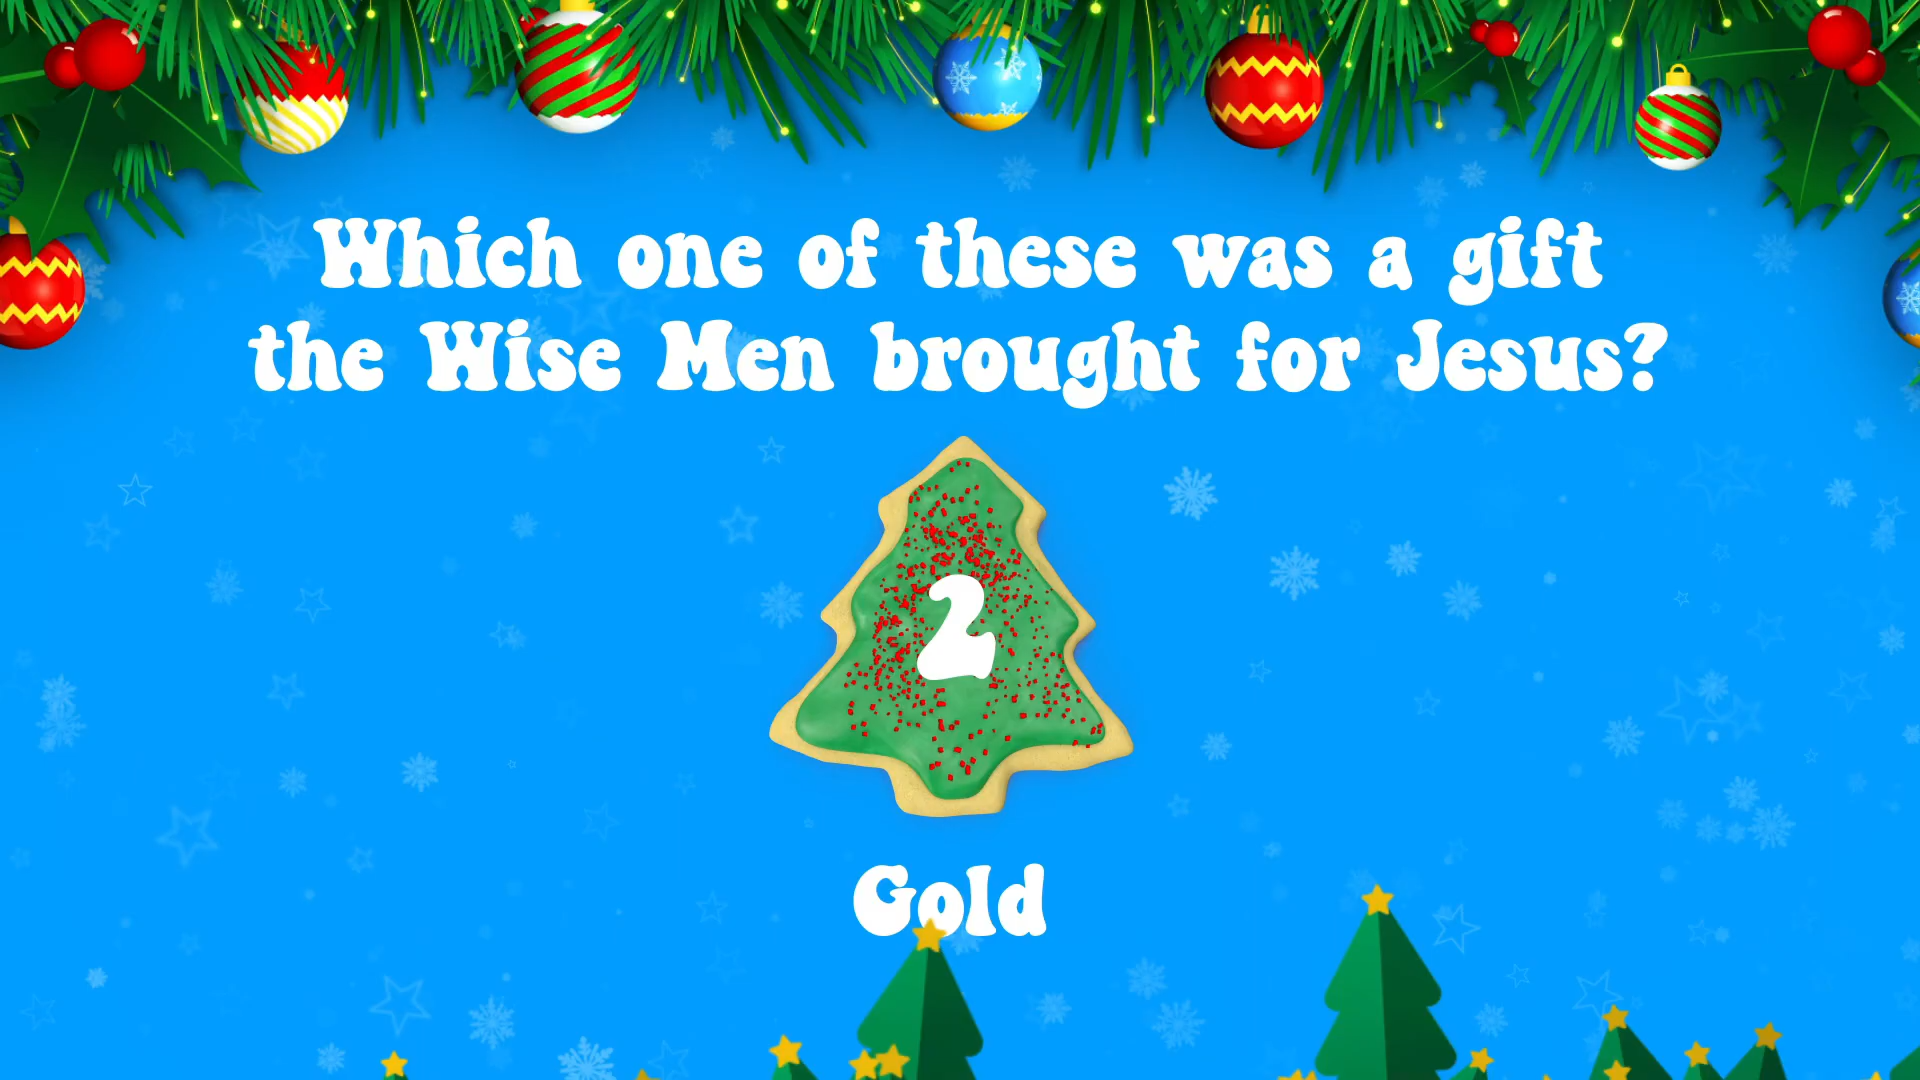 Which one of these was a gift
the Wise Men brought for Jesus?
2
Gold